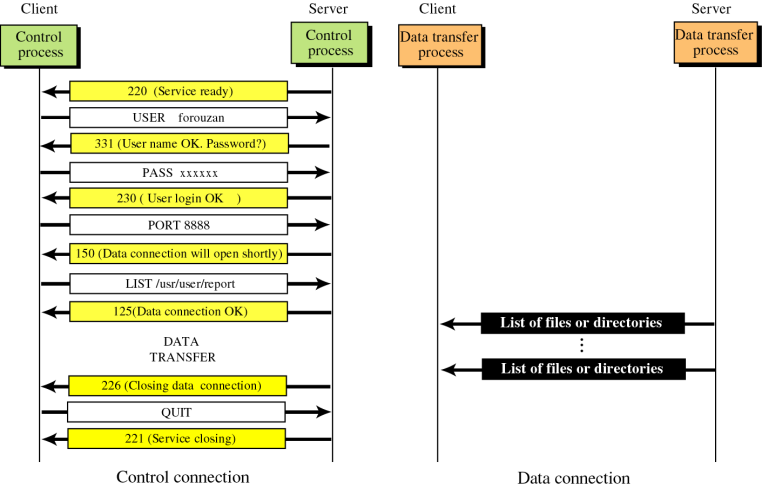 Client
Server
Control
process
Control
process
220 (Service ready)
USER forouzan
331 (User name OK. Password?)
PASS xxxxxx
230 ( User login OK )
PORT 8888
150 (Data connection will open shortly)
LIST /usr/user/report
125(Data connection OK)
DATA
TRANSFER
226 (Closing data connection)
QUIT
221 (Service closing)
Control connection
Client
Server
Data transfer
process
Data transfer
process
List of files or directories
List of files or directories
Data connection